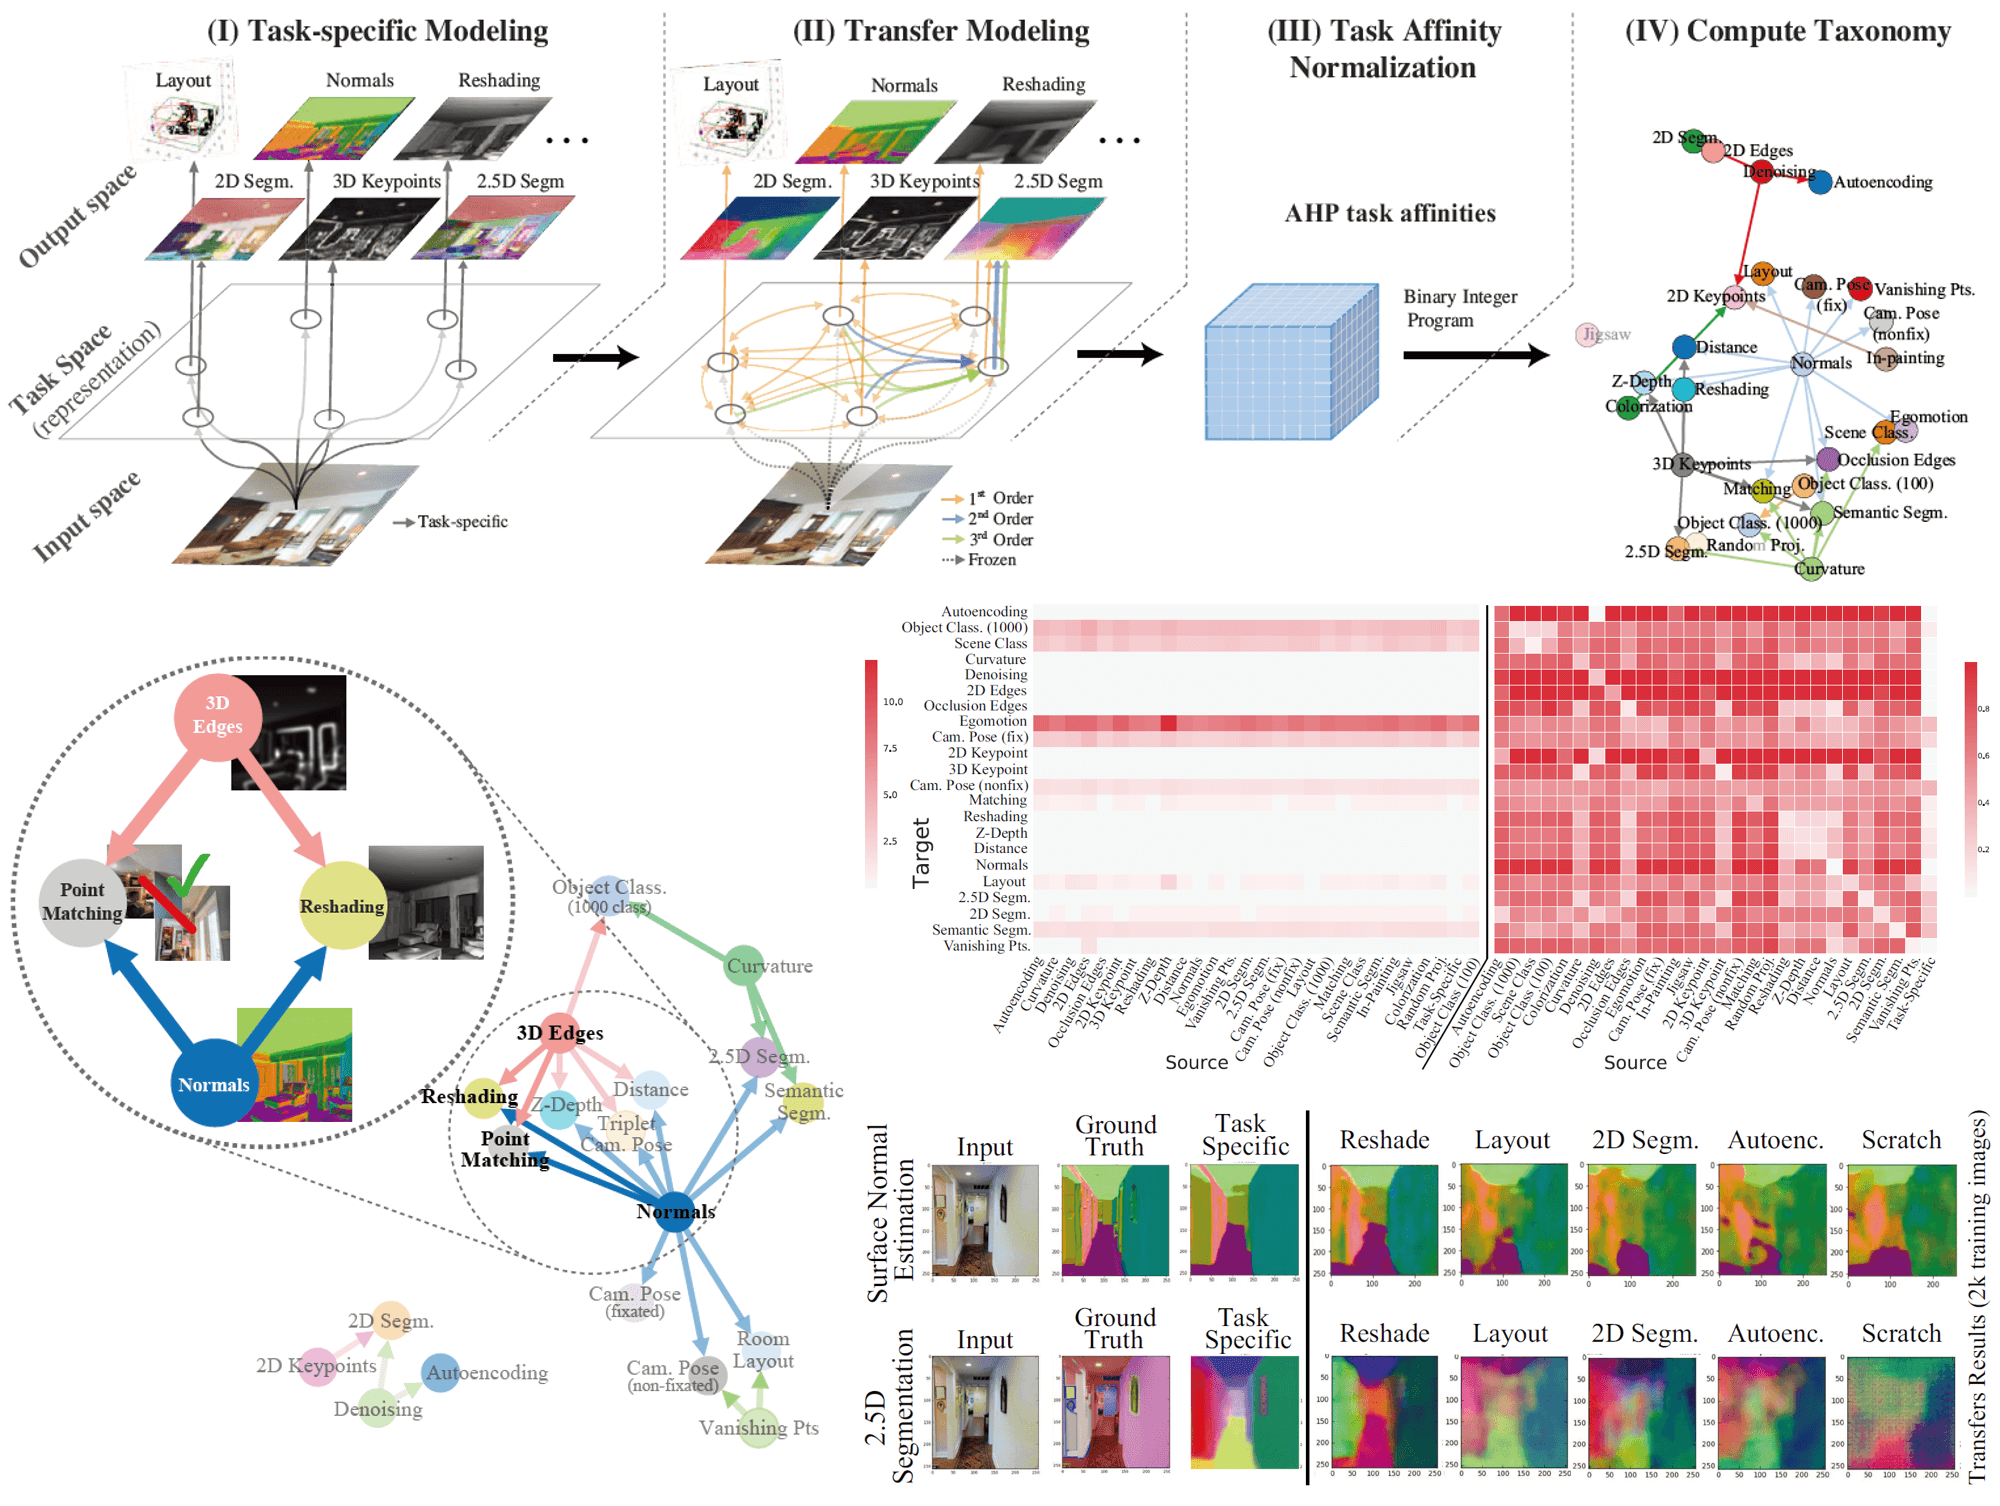 (I) Task-specific Modeling
(II) Transfer Modeling
(III) Task Affinity
Normalization
(IV) Compute Taxonomy
Output space
Task Space
(representation)
Input space
Layout
Normals
Reshading
...
2D Segm.
3D Keypoints
2.5D Segm
Task-specific
Layout
Normals
Reshading
...
2D Segm.
3D Keypoints
2.5D Segm
1st Order
2nd Order
3rd Order
Frozen
AHP task affinities
Binary Integer
Program
2D Segm.
2D Edges
Denoising
Autoencoding
Layout
2D Keypoints
Cam. Pose
(fix)
Vanishing Pts.
Cam. Pose
(nonfix)
Jigsaw
Distance
Normals
In-painting
Z-Depth
Reshading
Colorization
Egomotion
Scene Class.
3D Keypoints
Occlusion Edges
Matching
Object Class. (100)
Semantic Segm.
Object Class. (1000)
2.5D Segm.
Random Proj.
Curvature
3D
Edges
Point
Matching
Reshading
Normals
Object Class.
(1000 class)
Curvature
3D Edges
2.5D Segm.
Distance
Semantic
Segm.
Reshading
Z-Depth
Triplet
Cam. Pose
Point
Matching
Normals
Cam. Pose
(fixated)
Room
Layout
Cam. Pose
(non-fixated)
Vanishing Pts
2D Segm.
2D Keypoints
Autoencoding
Denoising
10.0
7.5
5.0
2.5
Target
Autoencoding
Object Class. (1000)
Scene Class
Curvature
Denoising
2D Edges
Occlusion Edges
Egomotion
Cam. Pose (fix)
2D Keypoint
3D Keypoint
Cam. Pose (nonfix)
Matching
Reshading
Z-Depth
Distance
Normals
Layout
2.5D Segm.
2D Segm.
Semantic Segm.
Vanishing Pts.
Autoencoding
Curvature
Denoising
2D Edges
Occlusion Edges
2D Keypoint
3D Keypoint
Reshading
Z-Depth
Distance
Normals
Egomotion
Vanishing Pts.
2D Segm.
2.5D Segm.
Cam. Pose (fix)
Cam. Pose (nonfix)
Layout
Object Class. (1000)
Matching
Scene Class
Semantic Segm.
In-Painting
Jigsaw
Colorization
Random Proj.
Task-Specific
Object Class (100)
Source
Autoencoding
Object Class. (1000)
Scene Class
Object Class (100)
Colorization
Curvature
Denoising
2D Edges
Occlusion Edges
Egomotion
Cam. Pose (fix)
In-Painting
Jigsaw
2D Keypoint
3D Keypoint
Cam. Pose (nonfix)
Matching
Random Proj.
Reshading
Z-Depth
Distance
Normals
Layout
2.5D Segm.
2D Segm.
Semantic Segm.
Vanishing Pts.
Task-Specific
Source
0.8
0.6
0.4
0.2
Surface Normal
Estimation
Input
Ground
Truth
Task
Specific
Reshade
Layout
2D Segm.
Autoenc.
Scratch
2.5D
Segmentation
Input
Ground
Truth
Task
Specific
Reshade
Layout
2D Segm.
Autoenc.
Scratch
Transfers Results (2k training images)